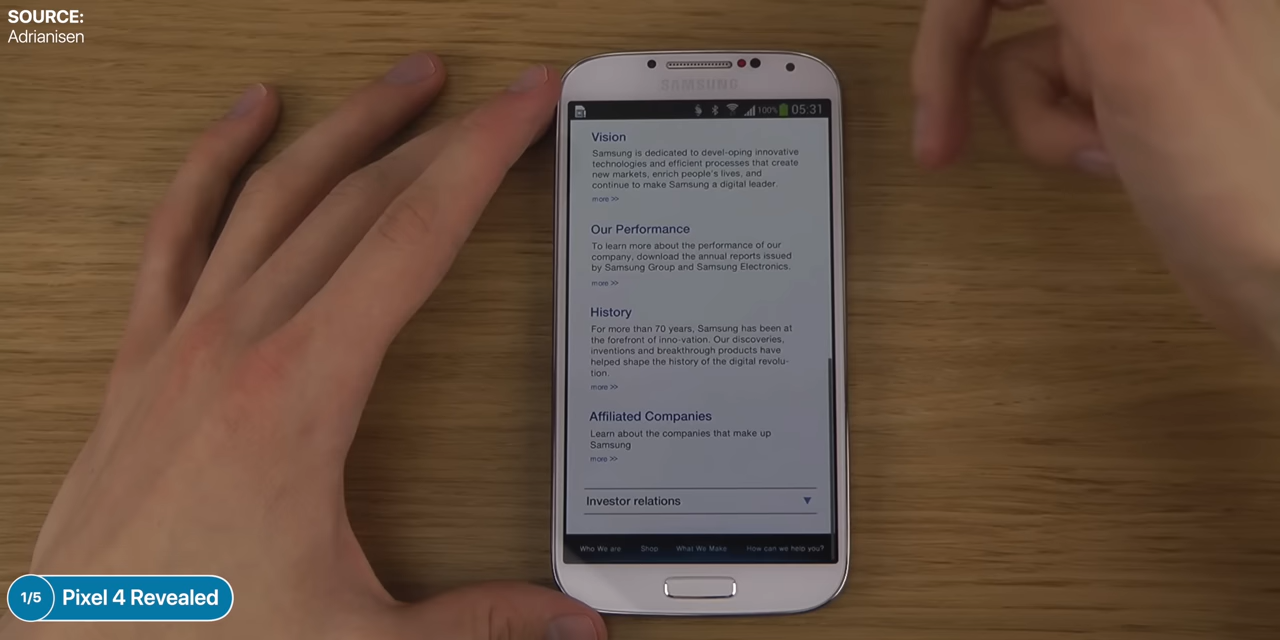 SOURCE:
Adrianisen
SAMSUNG
100%
05:31
Vision
Samsung is dedicated to devel-oping innovative
technologies and efficient processes that create
new markets, enrich people's lives, and
continue to make Samsung a digital leader.
more >>
Our Performance
To learn more about the performance of our
company, download the annual reports issued
by Samsung Group and Samsung Electronics.
more >>
History
For more than 70 years, Samsung has been at
the forefront of inno-vation. Our discoveries,
inventions and breakthrough products have
helped shape the history of the digital revolu-
tion.
more >>
Affiliated Companies
Learn about the companies that make up
Samsung
more >>
Investor relations
Who We are Shop What We Make How can we help you?
1/5 Pixel 4 Revealed